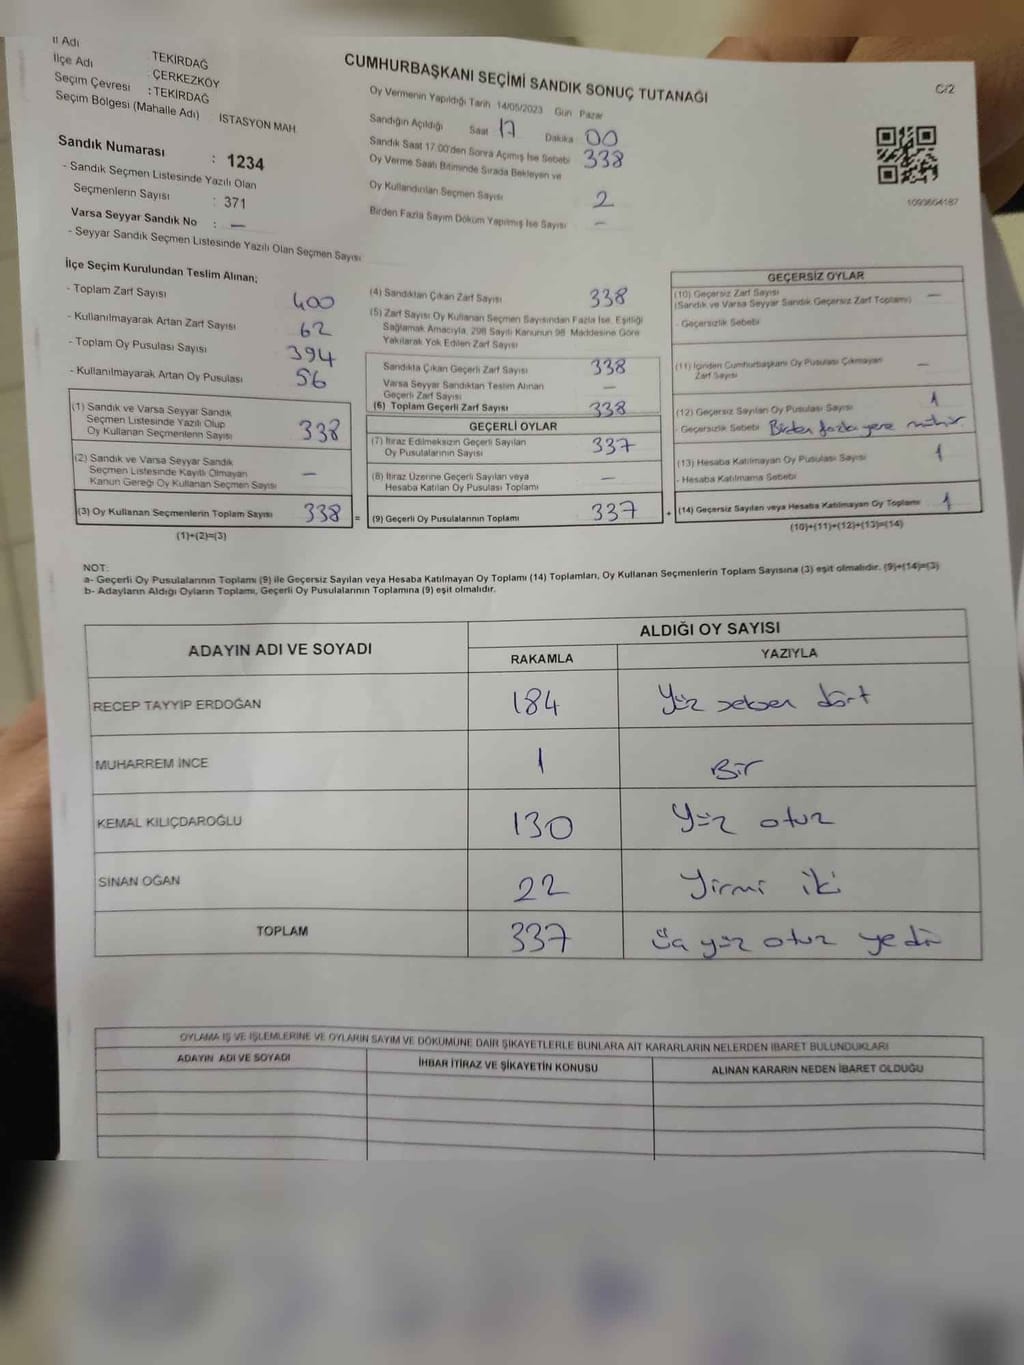 İl Adı
İlçe Adı : TEKİRDAĞ
Seçim Çevresi : ÇERKEZKÖY
Seçim Bölgesi (Mahalle Adı) : TEKİRDAĞ
İSTASYON MAH.
Sandık Numarası : 1234
- Sandık Seçmen Listesinde Yazılı Olan
Seçmenlerin Sayısı : 371
Varsa Seyyar Sandık No : —
- Seyyar Sandık Seçmen Listesinde Yazılı Olan Seçmen Sayısı
CUMHURBAŞKANI SEÇİMİ SANDIK SONUÇ TUTANAĞI
C/2
Oy Vermenin Yapıldığı Tarih 14/05/2023 Gün Pazar
Sandığın Açıldığı Saat 17 Dakika 00
Sandık Saat 17:00'den Sonra Açılmış İse Sebebi 338
Oy Verme Saati Bitiminde Sırada Bekleyen ve
Oy Kullandırılan Seçmen Sayısı 2
Birden Fazla Sayım Döküm Yapılmış İse Sayısı —
1093604187
İlçe Seçim Kurulundan Teslim Alınan;
- Toplam Zarf Sayısı 400
- Kullanılmayarak Artan Zarf Sayısı 62
- Toplam Oy Pusulası Sayısı 394
- Kullanılmayarak Artan Oy Pusulası 56
(1) Sandık ve Varsa Seyyar Sandık
Seçmen Listesinde Yazılı Olup
Oy Kullanan Seçmenlerin Sayısı 338
(2) Sandık ve Varsa Seyyar Sandık
Seçmen Listesinde Kayıtlı Olmayan
Kanun Gereği Oy Kullanan Seçmen Sayısı —
(3) Oy Kullanan Seçmenlerin Toplam Sayısı 338 =
(1)+(2)=(3)
(4) Sandıktan Çıkan Zarf Sayısı 338
(5) Zarf Sayısı Oy Kullanan Seçmen Sayısından Fazla İse, Eşitliği
Sağlamak Amacıyla, 298 Sayılı Kanunun 98. Maddesine Göre
Yakılarak Yok Edilen Zarf Sayısı
Sandıkta Çıkan Geçerli Zarf Sayısı 338
Varsa Seyyar Sandıktan Teslim Alınan
Geçerli Zarf Sayısı —
(6) Toplam Geçerli Zarf Sayısı 338
GEÇERLİ OYLAR
(7) İtiraz Edilmeksizin Geçerli Sayılan
Oy Pusulalarının Sayısı 337
(8) İtiraz Üzerine Geçerli Sayılan veya
Hesaba Katılan Oy Pusulası Toplamı —
(9) Geçerli Oy Pusulalarının Toplamı 337 +
GEÇERSİZ OYLAR
(10) Geçersiz Zarf Sayısı —
(Sandık ve Varsa Seyyar Sandık Geçersiz Zarf Toplamı)
- Geçersizlik Sebebi
(11) İçinden Cumhurbaşkanı Oy Pusulası Çıkmayan
Zarf Sayısı —
(12) Geçersiz Sayılan Oy Pusulası Sayısı 1
- Geçersizlik Sebebi Birden fazla yere mühür.
(13) Hesaba Katılmayan Oy Pusulası Sayısı 1
- Hesaba Katılmama Sebebi
(14) Geçersiz Sayılan veya Hesaba Katılmayan Oy Toplamı 1
(10)+(11)+(12)+(13)=(14)
NOT:
a- Geçerli Oy Pusulalarının Toplamı (9) ile Geçersiz Sayılan veya Hesaba Katılmayan Oy Toplamı (14) Toplamları, Oy Kullanan Seçmenlerin Toplam Sayısına (3) eşit olmalıdır. (9)+(14)=(3)
b- Adayların Aldığı Oyların Toplamı, Geçerli Oy Pusulalarının Toplamına (9) eşit olmalıdır.
ADAYIN ADI VE SOYADI
ALDIĞI OY SAYISI
RAKAMLA YAZIYLA
RECEP TAYYİP ERDOĞAN 184 Yüz seksen dört
MUHARREM İNCE 1 Bir
KEMAL KILIÇDAROĞLU 130 Yüz otuz
SİNAN OĞAN 22 Yirmi iki
TOPLAM 337 üç yüz otuz yedi
OYLAMA İŞ VE İŞLEMLERİNE VE OYLARIN SAYIM VE DÖKÜMÜNE DAİR ŞİKAYETLERLE BUNLARA AİT KARARLARIN NELERDEN İBARET BULUNDUKLARI
ADAYIN ADI VE SOYADI İHBAR İTİRAZ VE ŞİKAYETİN KONUSU ALINAN KARARIN NEDEN İBARET OLDUĞU